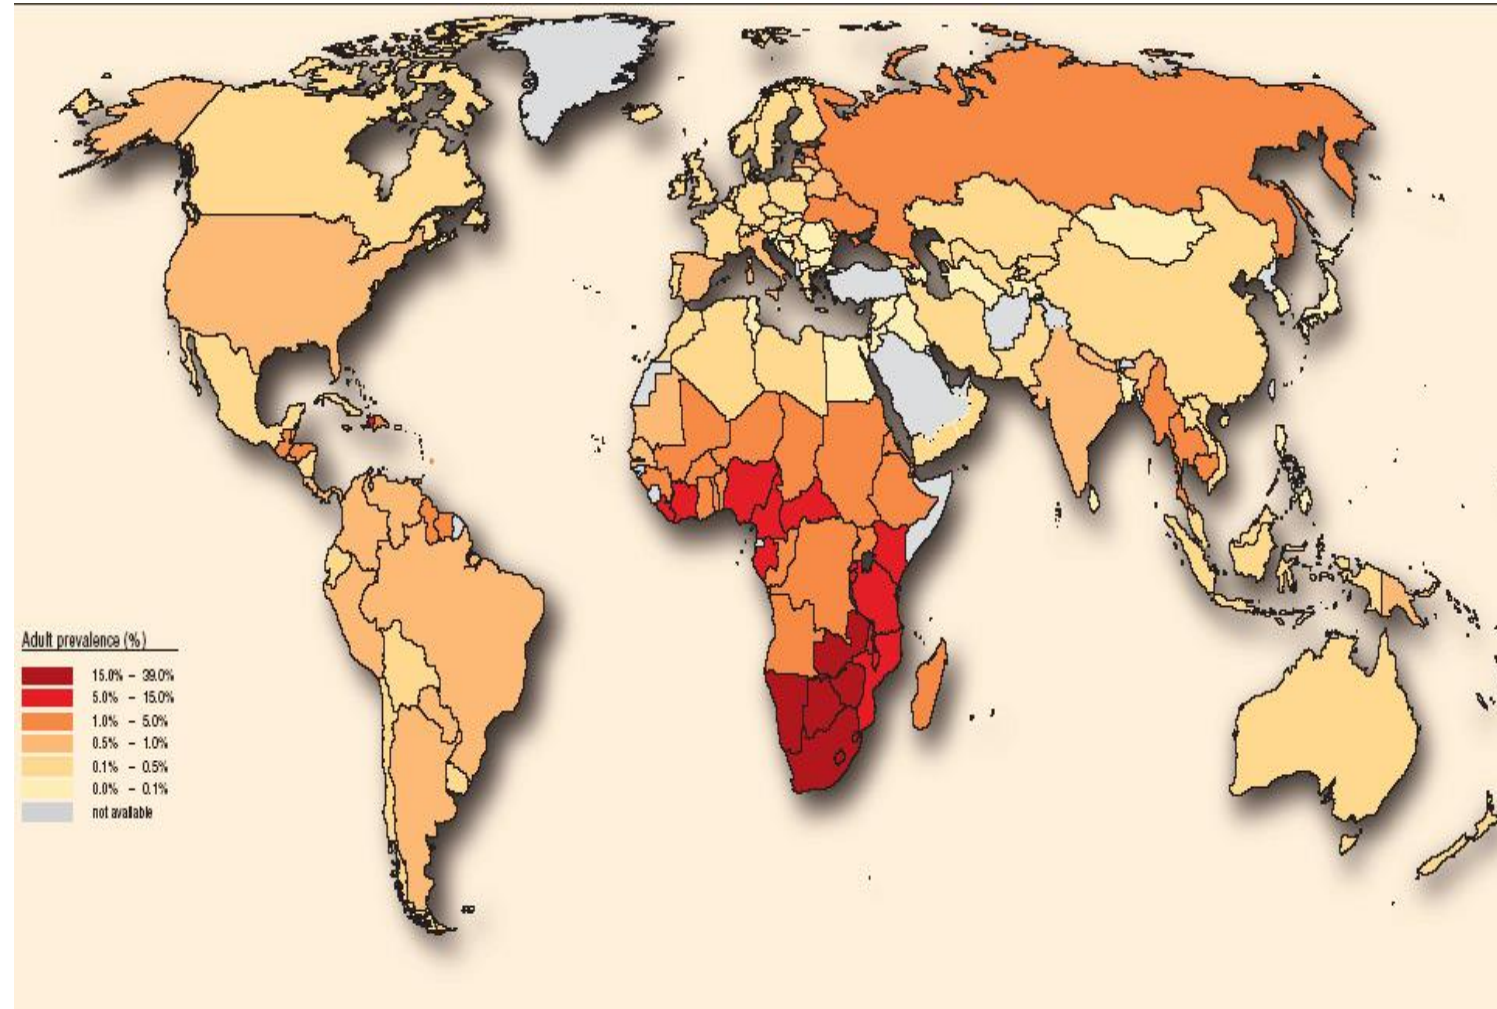 Adult prevalence (%)
15.0% – 39.0%
5.0% – 15.0%
1.0% – 5.0%
0.5% – 1.0%
0.1% – 0.5%
0.0% – 0.1%
not available